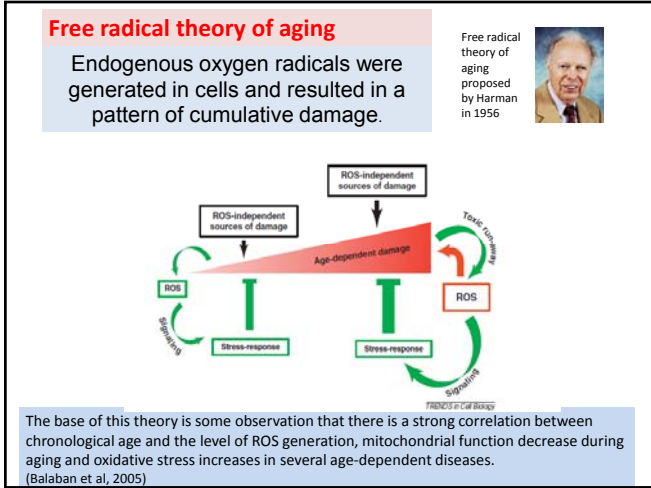 Free radical theory of aging
Endogenous oxygen radicals were
generated in cells and resulted in a
pattern of cumulative damage.
Free radical
theory of
aging
proposed
by Harman
in 1956
ROS-independent
sources of damage
ROS-independent
sources of damage
Age-dependent damage
Toxic run-away
ROS
ROS
Signaling
Stress-response
Stress-response
Signaling
TRENDS in Cell Biology
The base of this theory is some observation that there is a strong correlation between
chronological age and the level of ROS generation, mitochondrial function decrease during
aging and oxidative stress increases in several age-dependent diseases.
(Balaban et al, 2005)